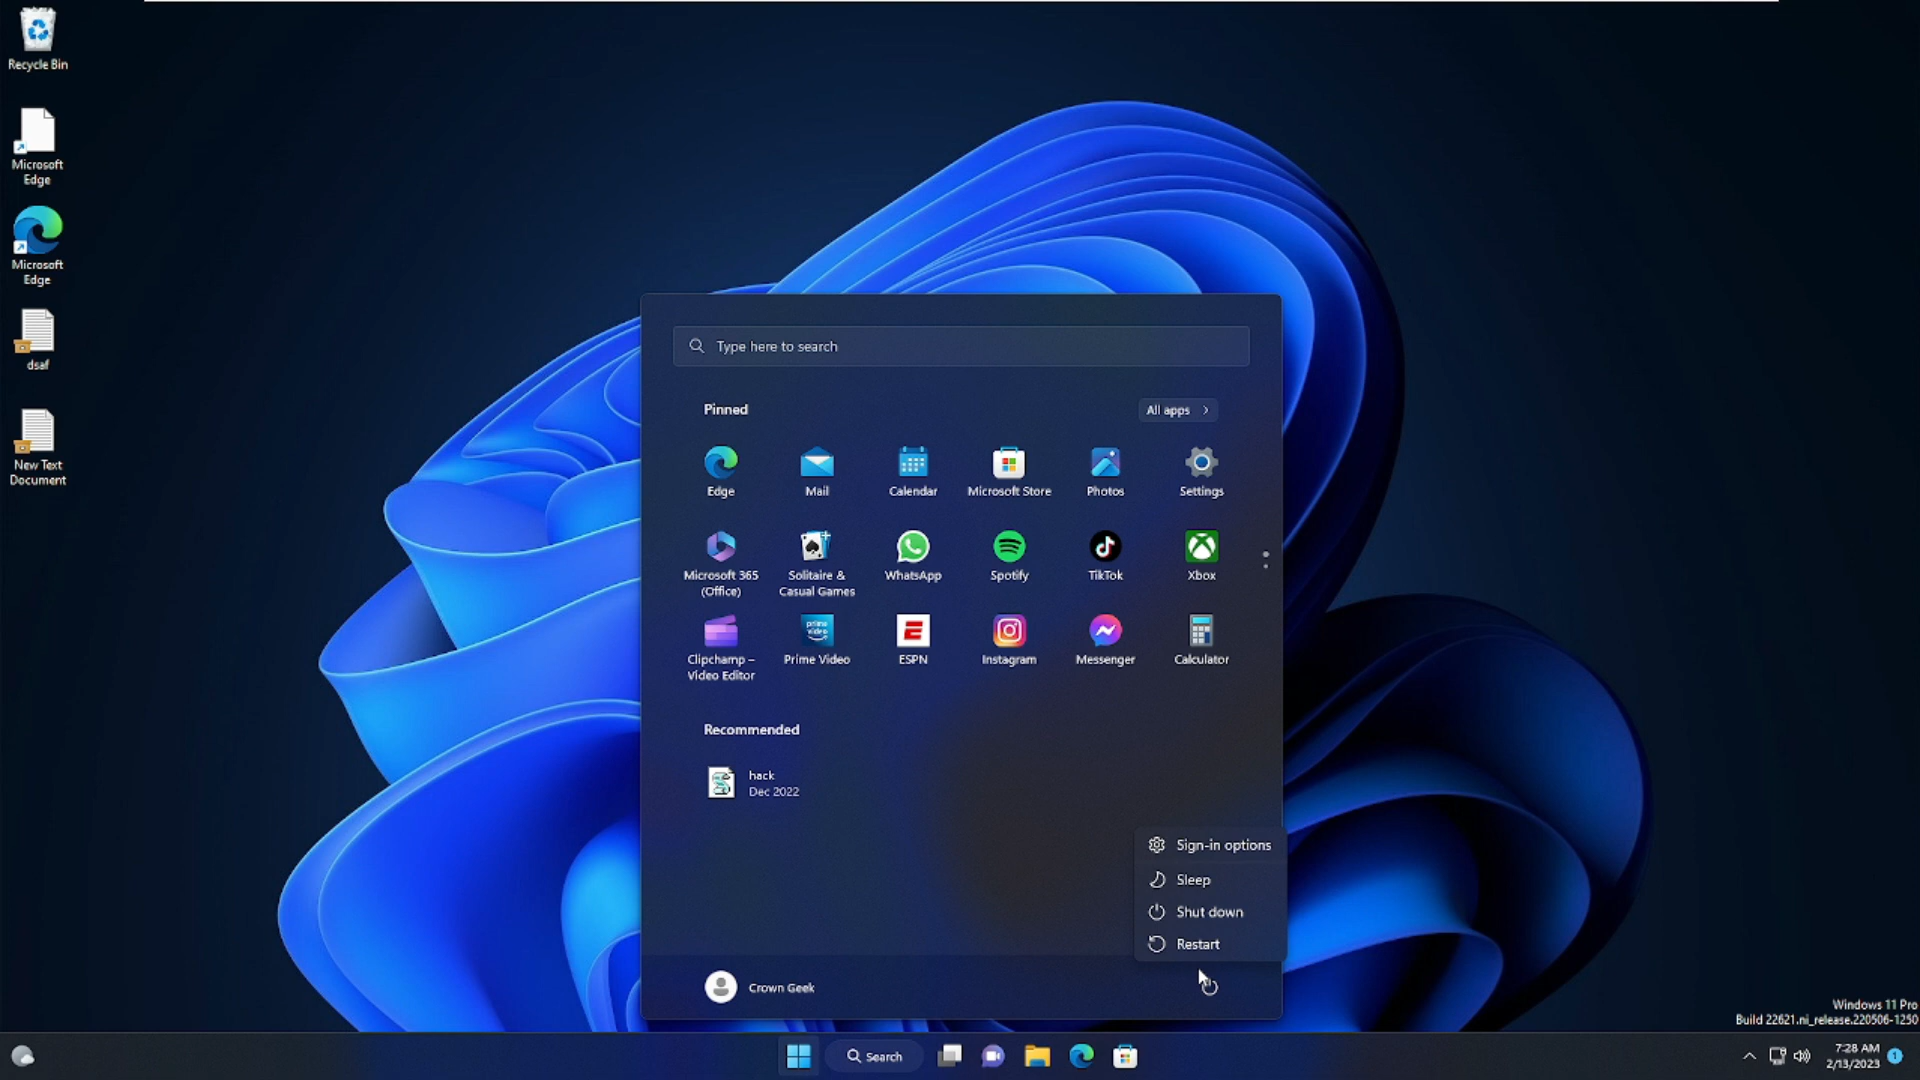 Recycle Bin
Microsoft
Edge
Microsoft
Edge
dsaf
New Text
Document
Type here to search
Pinned
All apps
Edge
Mail
Calendar
Microsoft Store
Photos
Settings
Microsoft 365
(Office)
Solitaire &
Casual Games
WhatsApp
Spotify
TikTok
Xbox
prime
video
Clipchamp –
Video Editor
Prime Video
ESPN
Instagram
Messenger
Calculator
Recommended
hack
Dec 2022
Sign-in options
Sleep
Shut down
Restart
Crown Geek
Windows 11 Pro
Build 22621.ni_release.220506-1250
Search
7:28 AM
2/13/2023
1